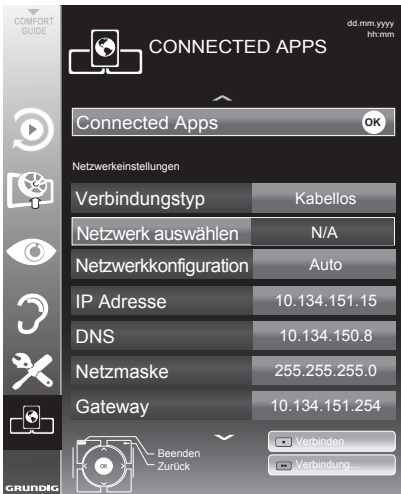 COMFORT
GUIDE
CONNECTED APPS
dd.mm.yyyy
hh:mm
Connected Apps OK
Netzwerkeinstellungen
Verbindungstyp Kabellos
Netzwerk auswählen N/A
Netzwerkkonfiguration Auto
IP Adresse 10.134.151.15
DNS 10.134.150.8
Netzmaske 255.255.255.0
Gateway 10.134.151.254
OK
Beenden
Zurück
Verbinden
Verbindung...
GRUNDIG